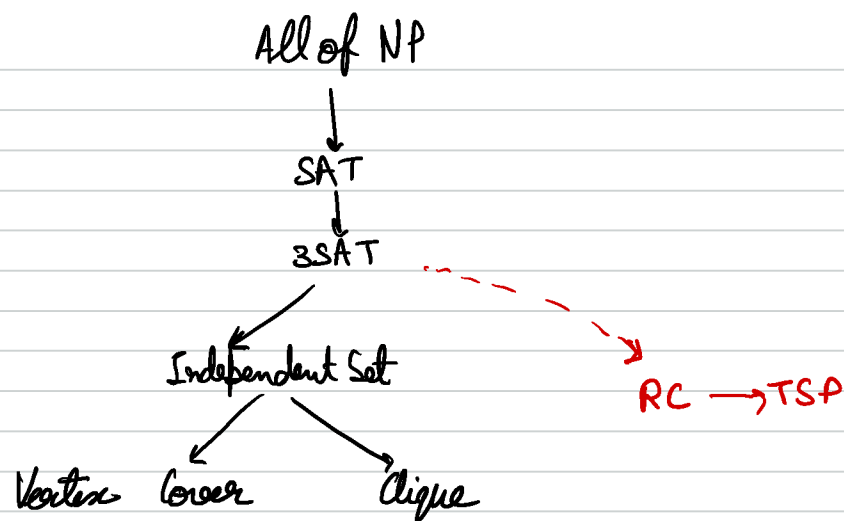 All of NP
SAT
3SAT
Independent Set
RC → TSP
Vertex Cover
Clique